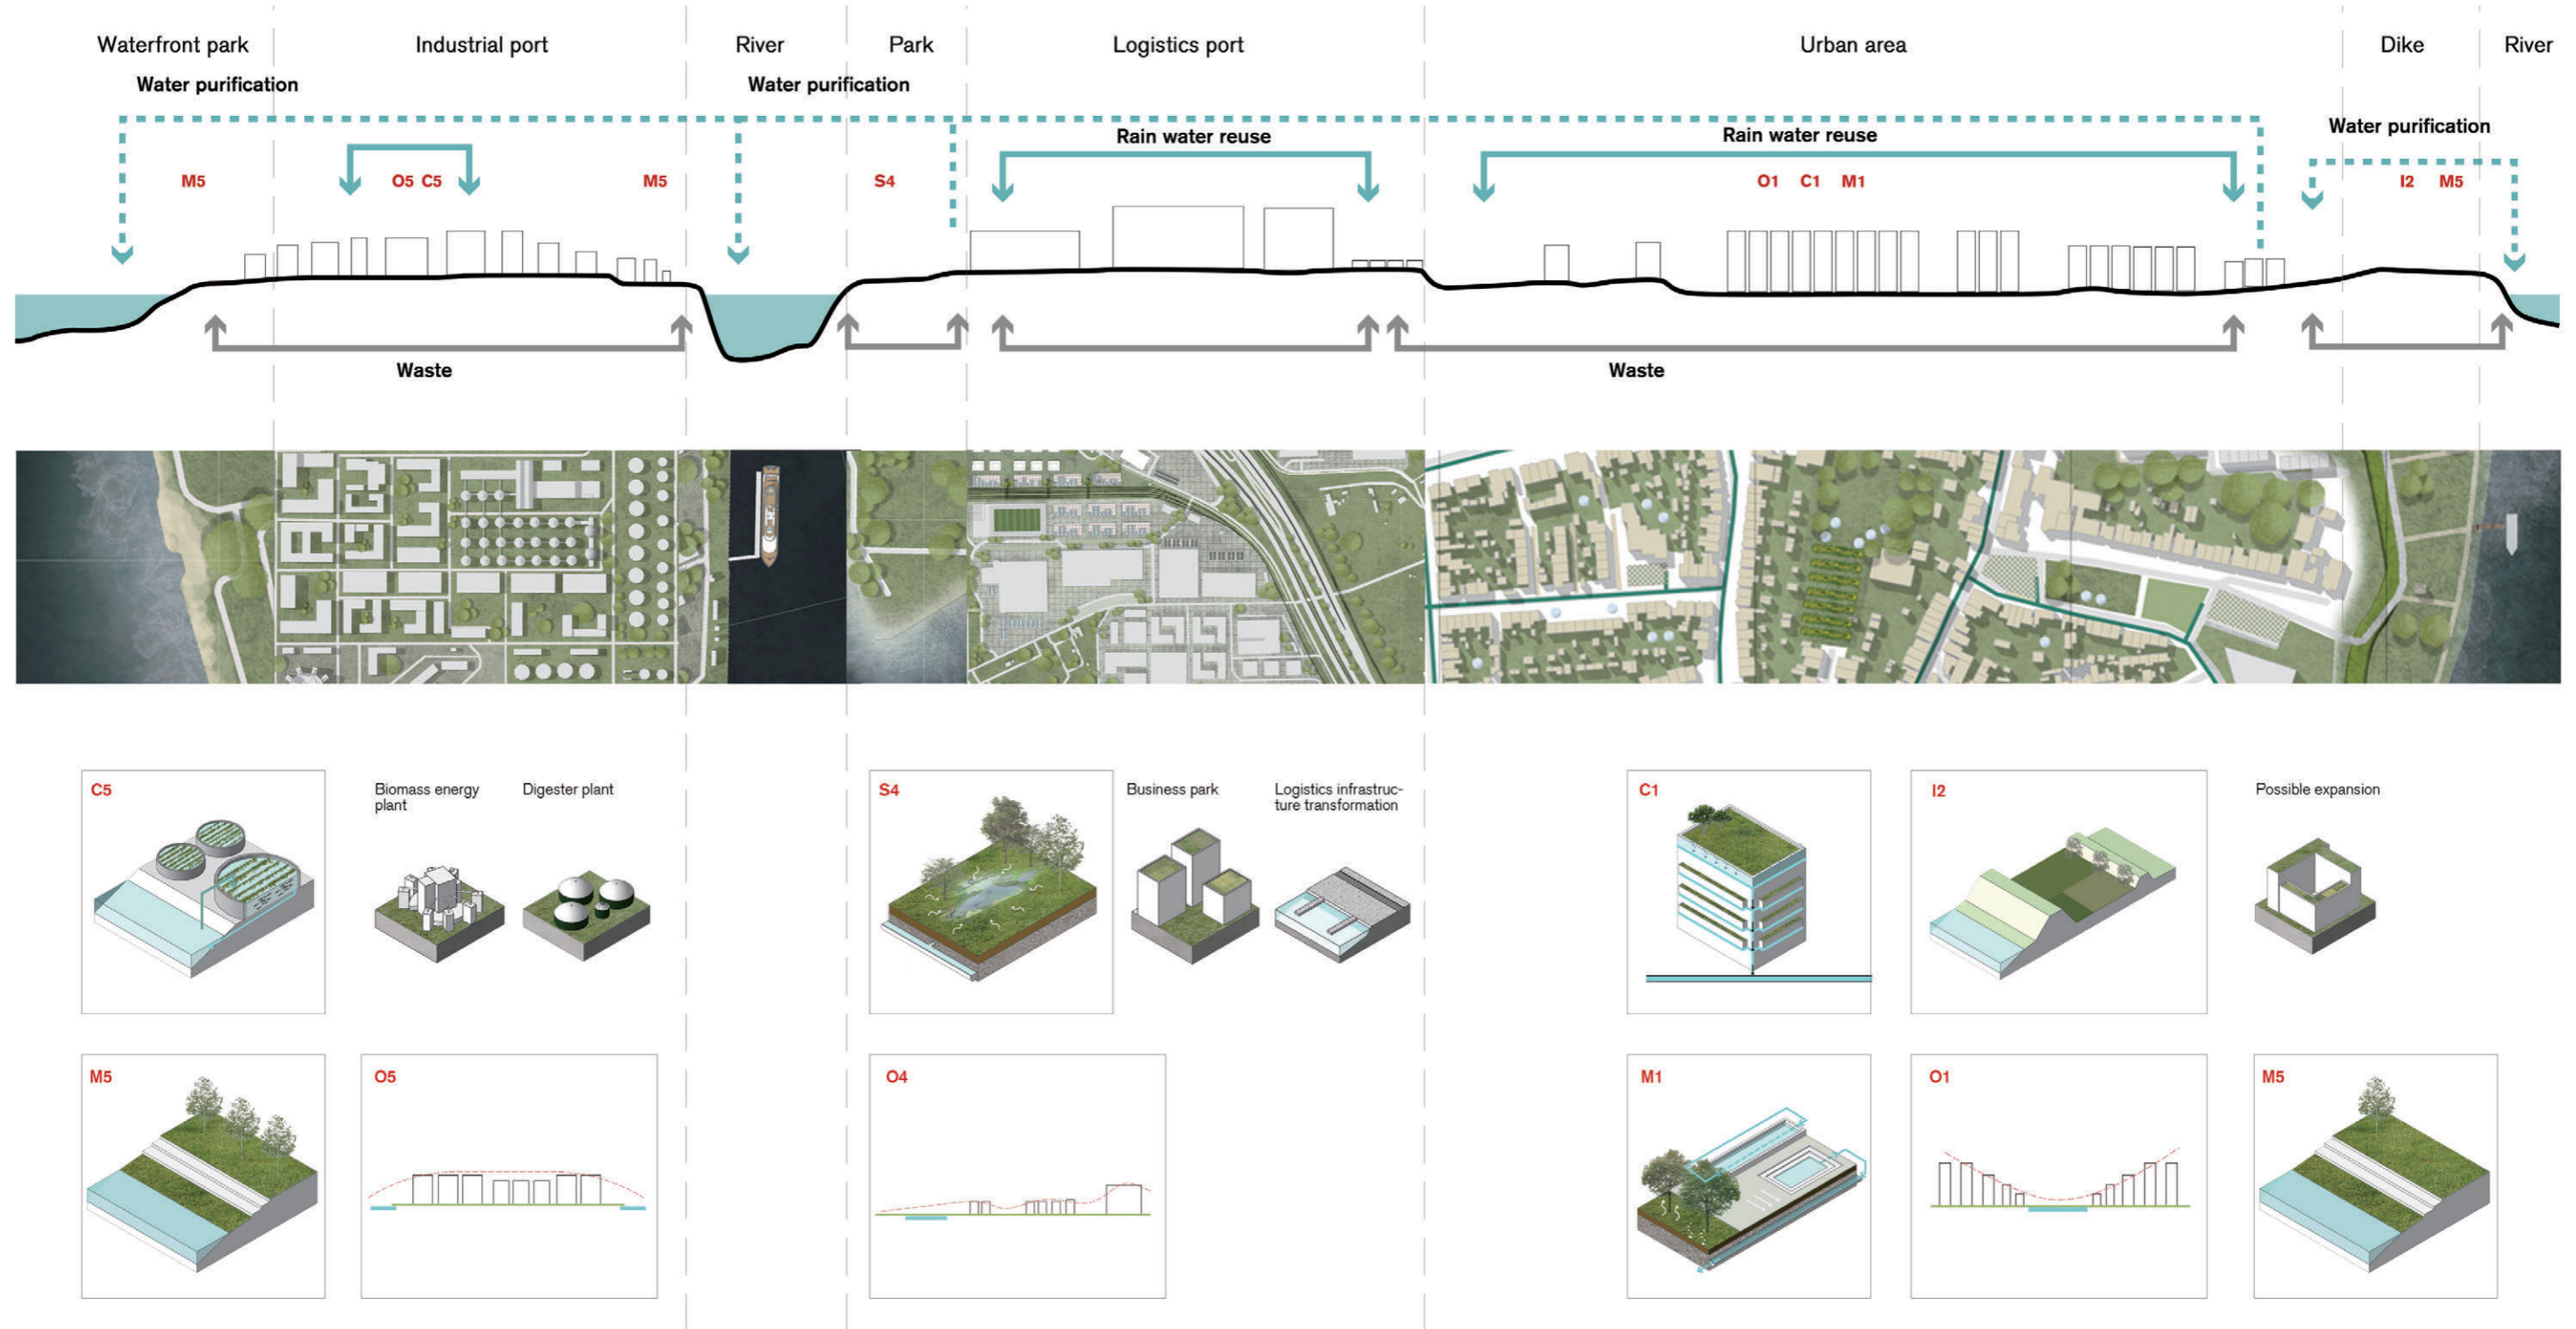 Waterfront park
Industrial port
River
Park
Logistics port
Urban area
Dike
River
Water purification
Water purification
Rain water reuse
Rain water reuse
Water purification
M5
O5 C5
M5
S4
O1 C1 M1
I2 M5
Waste
Waste
C5
Biomass energy
plant
Digester plant
S4
Business park
Logistics infrastruc-
ture transformation
C1
I2
Possible expansion
M5
O5
O4
M1
O1
M5